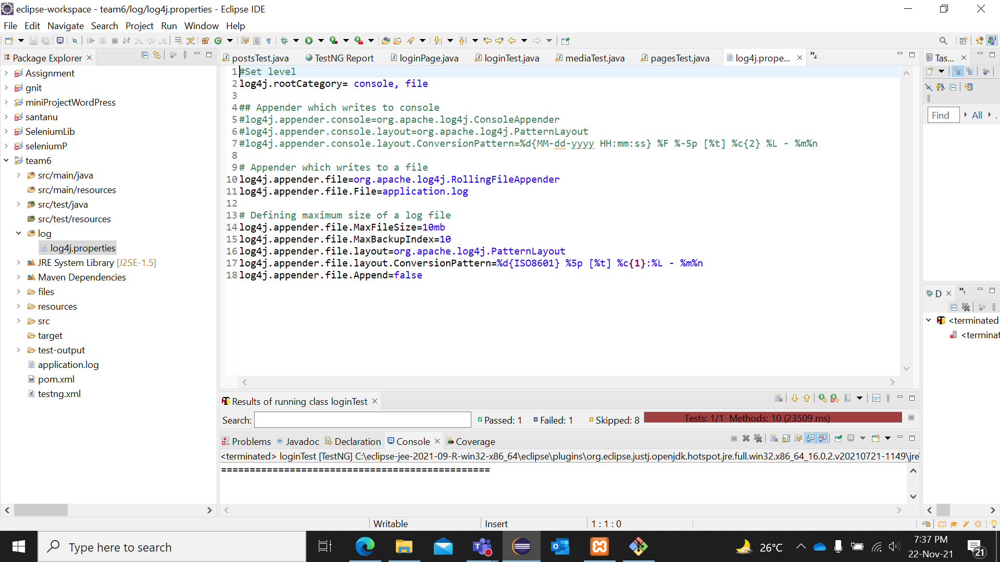 eclipse-workspace - team6/log/log4j.properties - Eclipse IDE
File Edit Navigate Search Project Run Window Help
Package Explorer
Assignment
gnit
miniProjectWordPress
santanu
SeleniumLib
seleniumP
team6
src/main/java
src/main/resources
src/test/java
src/test/resources
log
log4j.properties
JRE System Library [J2SE-1.5]
Maven Dependencies
files
resources
src
target
test-output
application.log
pom.xml
testng.xml
postsTest.java TestNG Report loginPage.java loginTest.java mediaTest.java pagesTest.java log4j.prope... »4
1 #Set level
2 log4j.rootCategory= console, file
3
4 ## Appender which writes to console
5 #log4j.appender.console=org.apache.log4j.ConsoleAppender
6 #log4j.appender.console.layout=org.apache.log4j.PatternLayout
7 #log4j.appender.console.layout.ConversionPattern=%d{MM-dd-yyyy HH:mm:ss} %F %-5p [%t] %c{2} %L - %m%n
8
9 # Appender which writes to a file
10 log4j.appender.file=org.apache.log4j.RollingFileAppender
11 log4j.appender.file.File=application.log
12
13 # Defining maximum size of a log file
14 log4j.appender.file.MaxFileSize=10mb
15 log4j.appender.file.MaxBackupIndex=10
16 log4j.appender.file.layout=org.apache.log4j.PatternLayout
17 log4j.appender.file.layout.ConversionPattern=%d{ISO8601} %5p [%t] %c{1}:%L - %m%n
18 log4j.appender.file.Append=false
Tas...
Find All
D »1
<terminated
<terminat
Results of running class loginTest
Search: Passed: 1 Failed: 1 Skipped: 8 Tests: 1/1 Methods: 10 (23509 ms)
Problems Javadoc Declaration Console Coverage
<terminated> loginTest [TestNG] C:\eclipse-jee-2021-09-R-win32-x86_64\eclipse\plugins\org.eclipse.justj.openjdk.hotspot.jre.full.win32.x86_64_16.0.2.v20210721-1149\jre\
===============================================
Writable Insert 1 : 1 : 0
Type here to search
26°C
7:37 PM
22-Nov-21
21